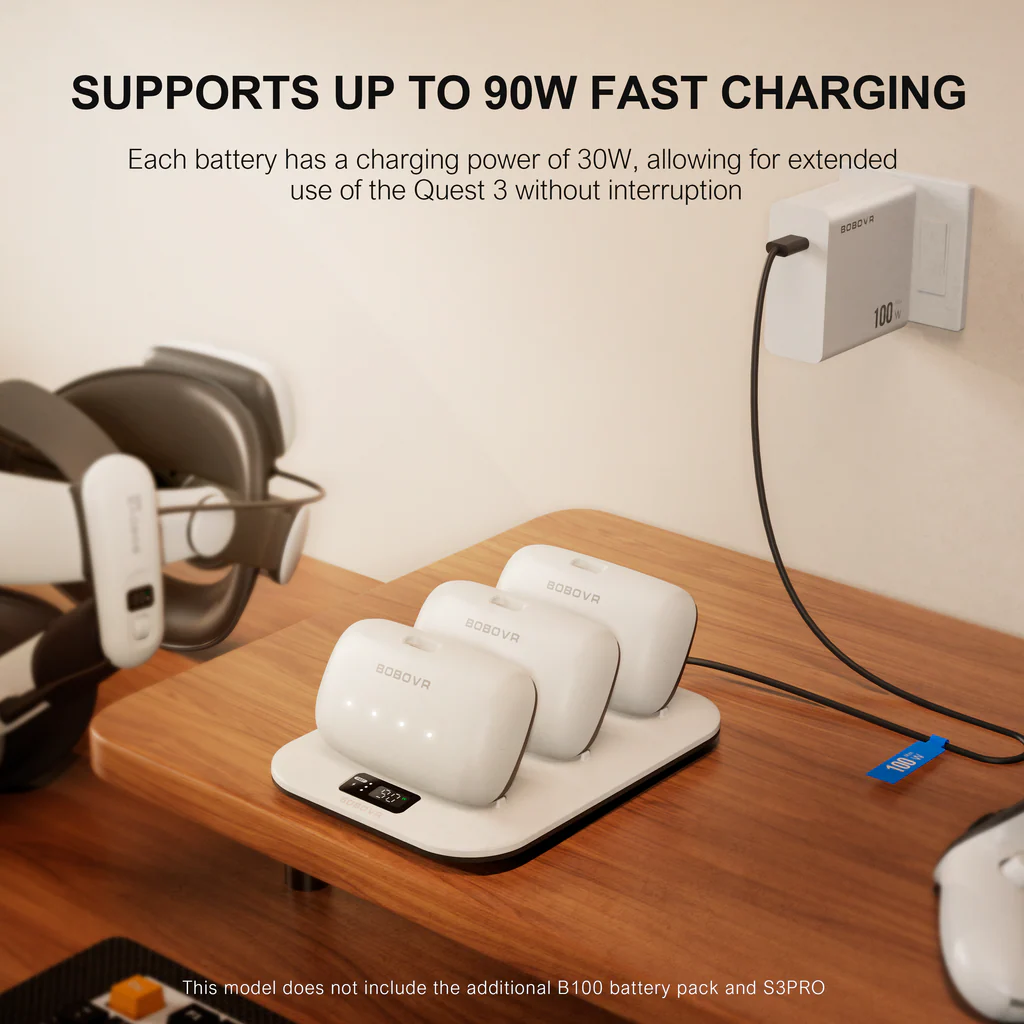 SUPPORTS UP TO 90W FAST CHARGING
Each battery has a charging power of 30W, allowing for extended
use of the Quest 3 without interruption
BOBOVR
100 W
BOBOVR
BOBOVR
BOBOVR
90
BOBOVR
100 W
This model does not include the additional B100 battery pack and S3PRO